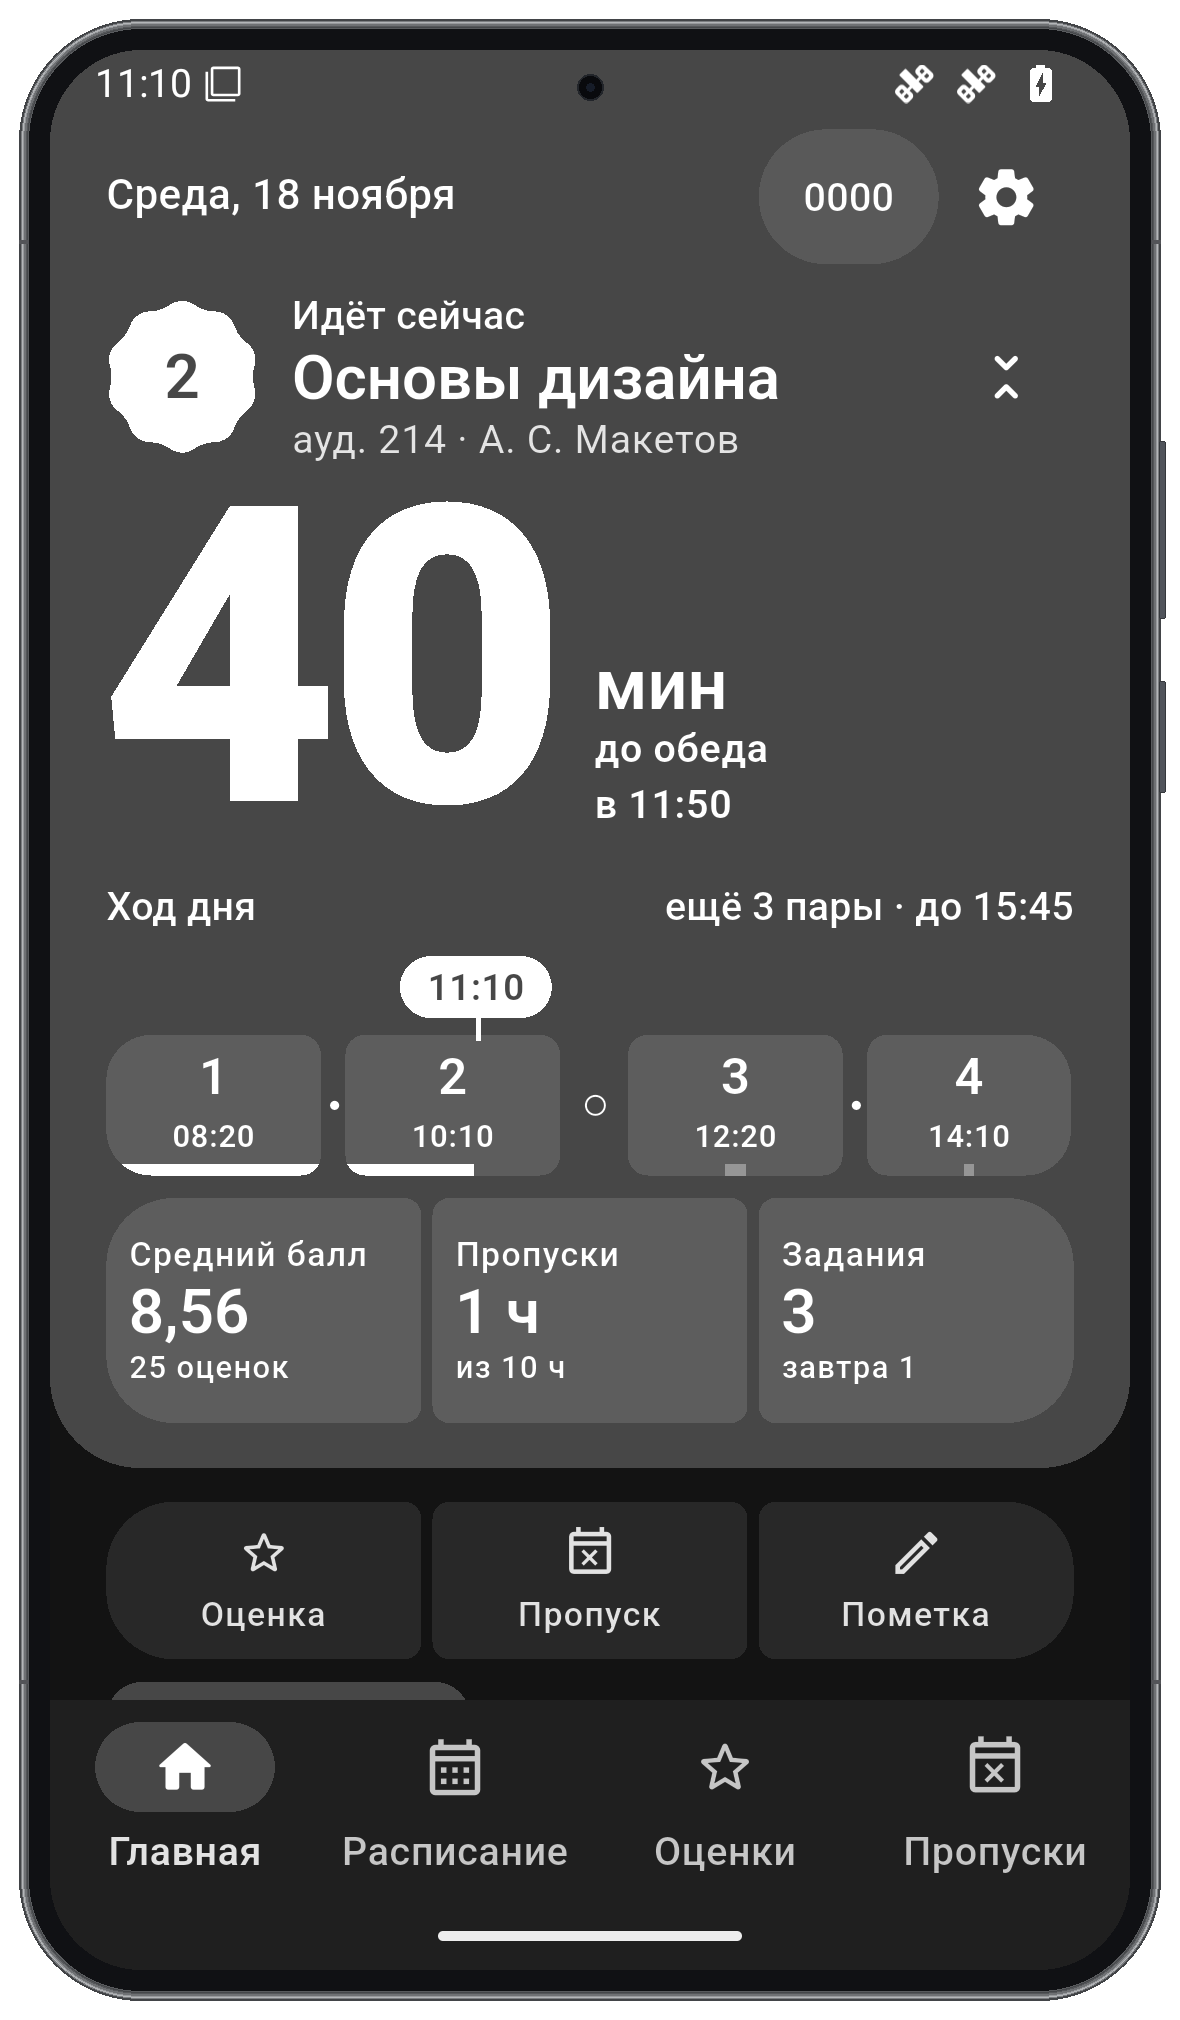 11:10
Среда, 18 ноября
0000
2
Идёт сейчас
Основы дизайна
ауд. 214 · А. С. Макетов
40
мин
до обеда
в 11:50
Ход дня
ещё 3 пары · до 15:45
11:10
1
08:20
2
10:10
3
12:20
4
14:10
Средний балл
8,56
25 оценок
Пропуски
1 ч
из 10 ч
Задания
3
завтра 1
Оценка
Пропуск
Пометка
Главная
Расписание
Оценки
Пропуски